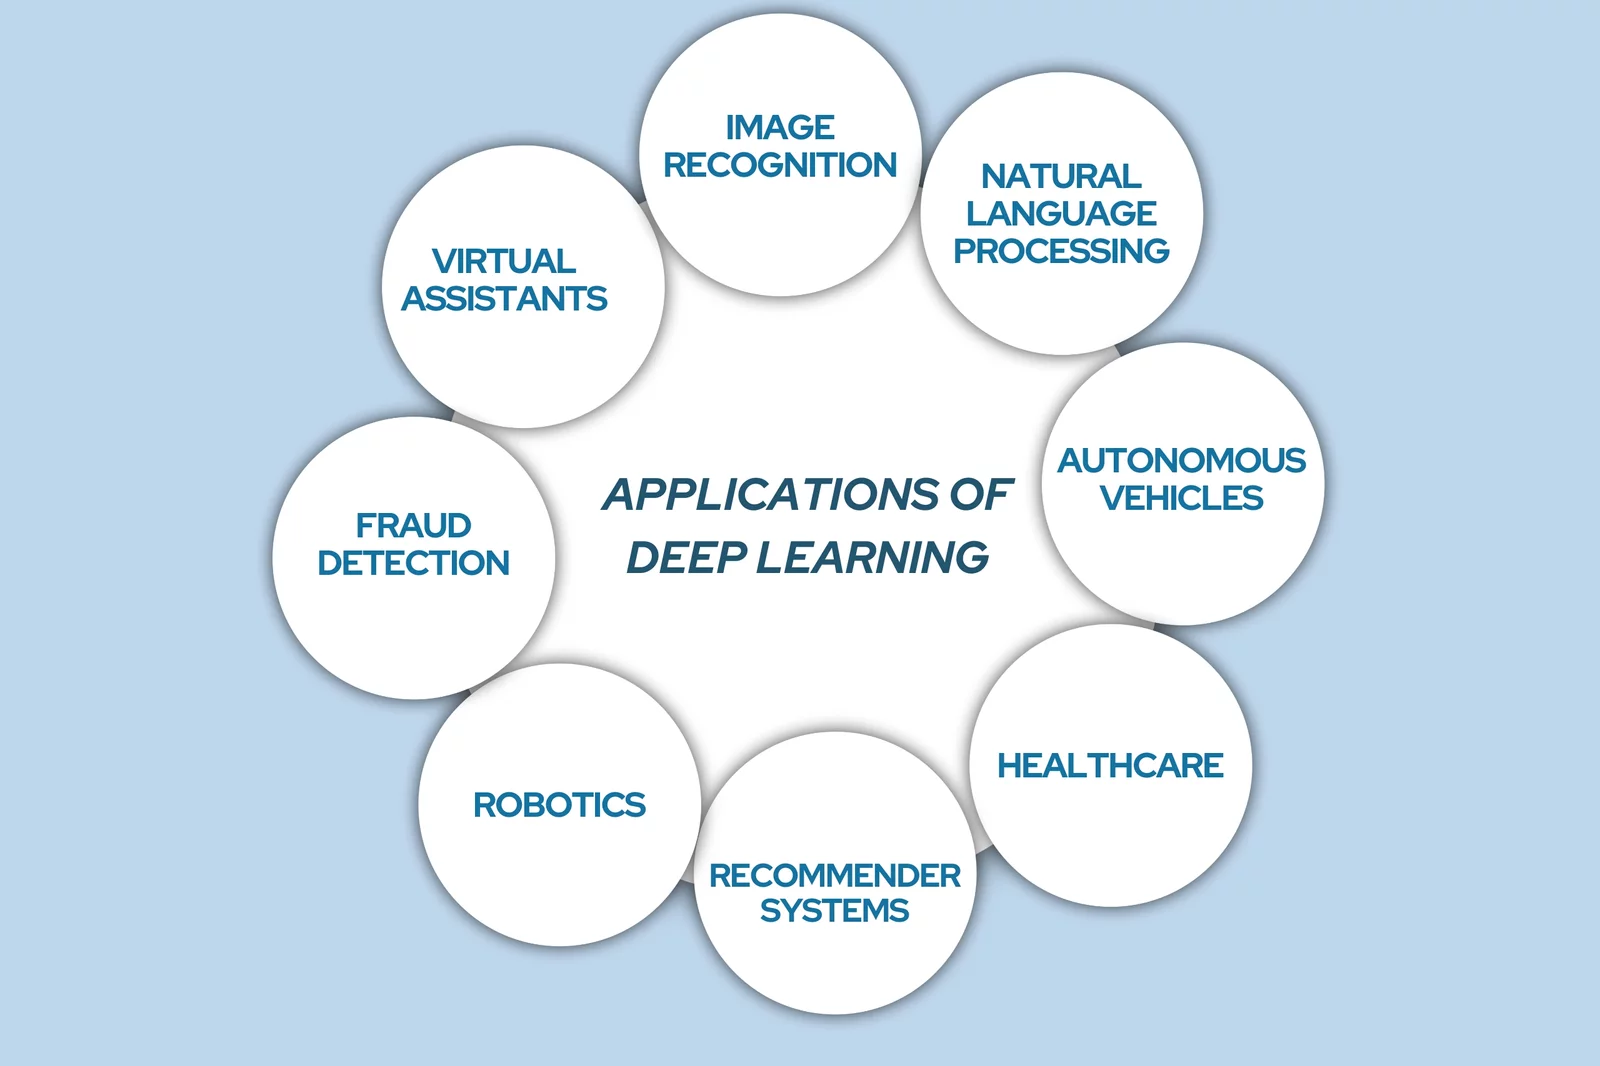 IMAGE
RECOGNITION
NATURAL
LANGUAGE
PROCESSING
VIRTUAL
ASSISTANTS
AUTONOMOUS
VEHICLES
APPLICATIONS OF
DEEP LEARNING
FRAUD
DETECTION
HEALTHCARE
ROBOTICS
RECOMMENDER
SYSTEMS